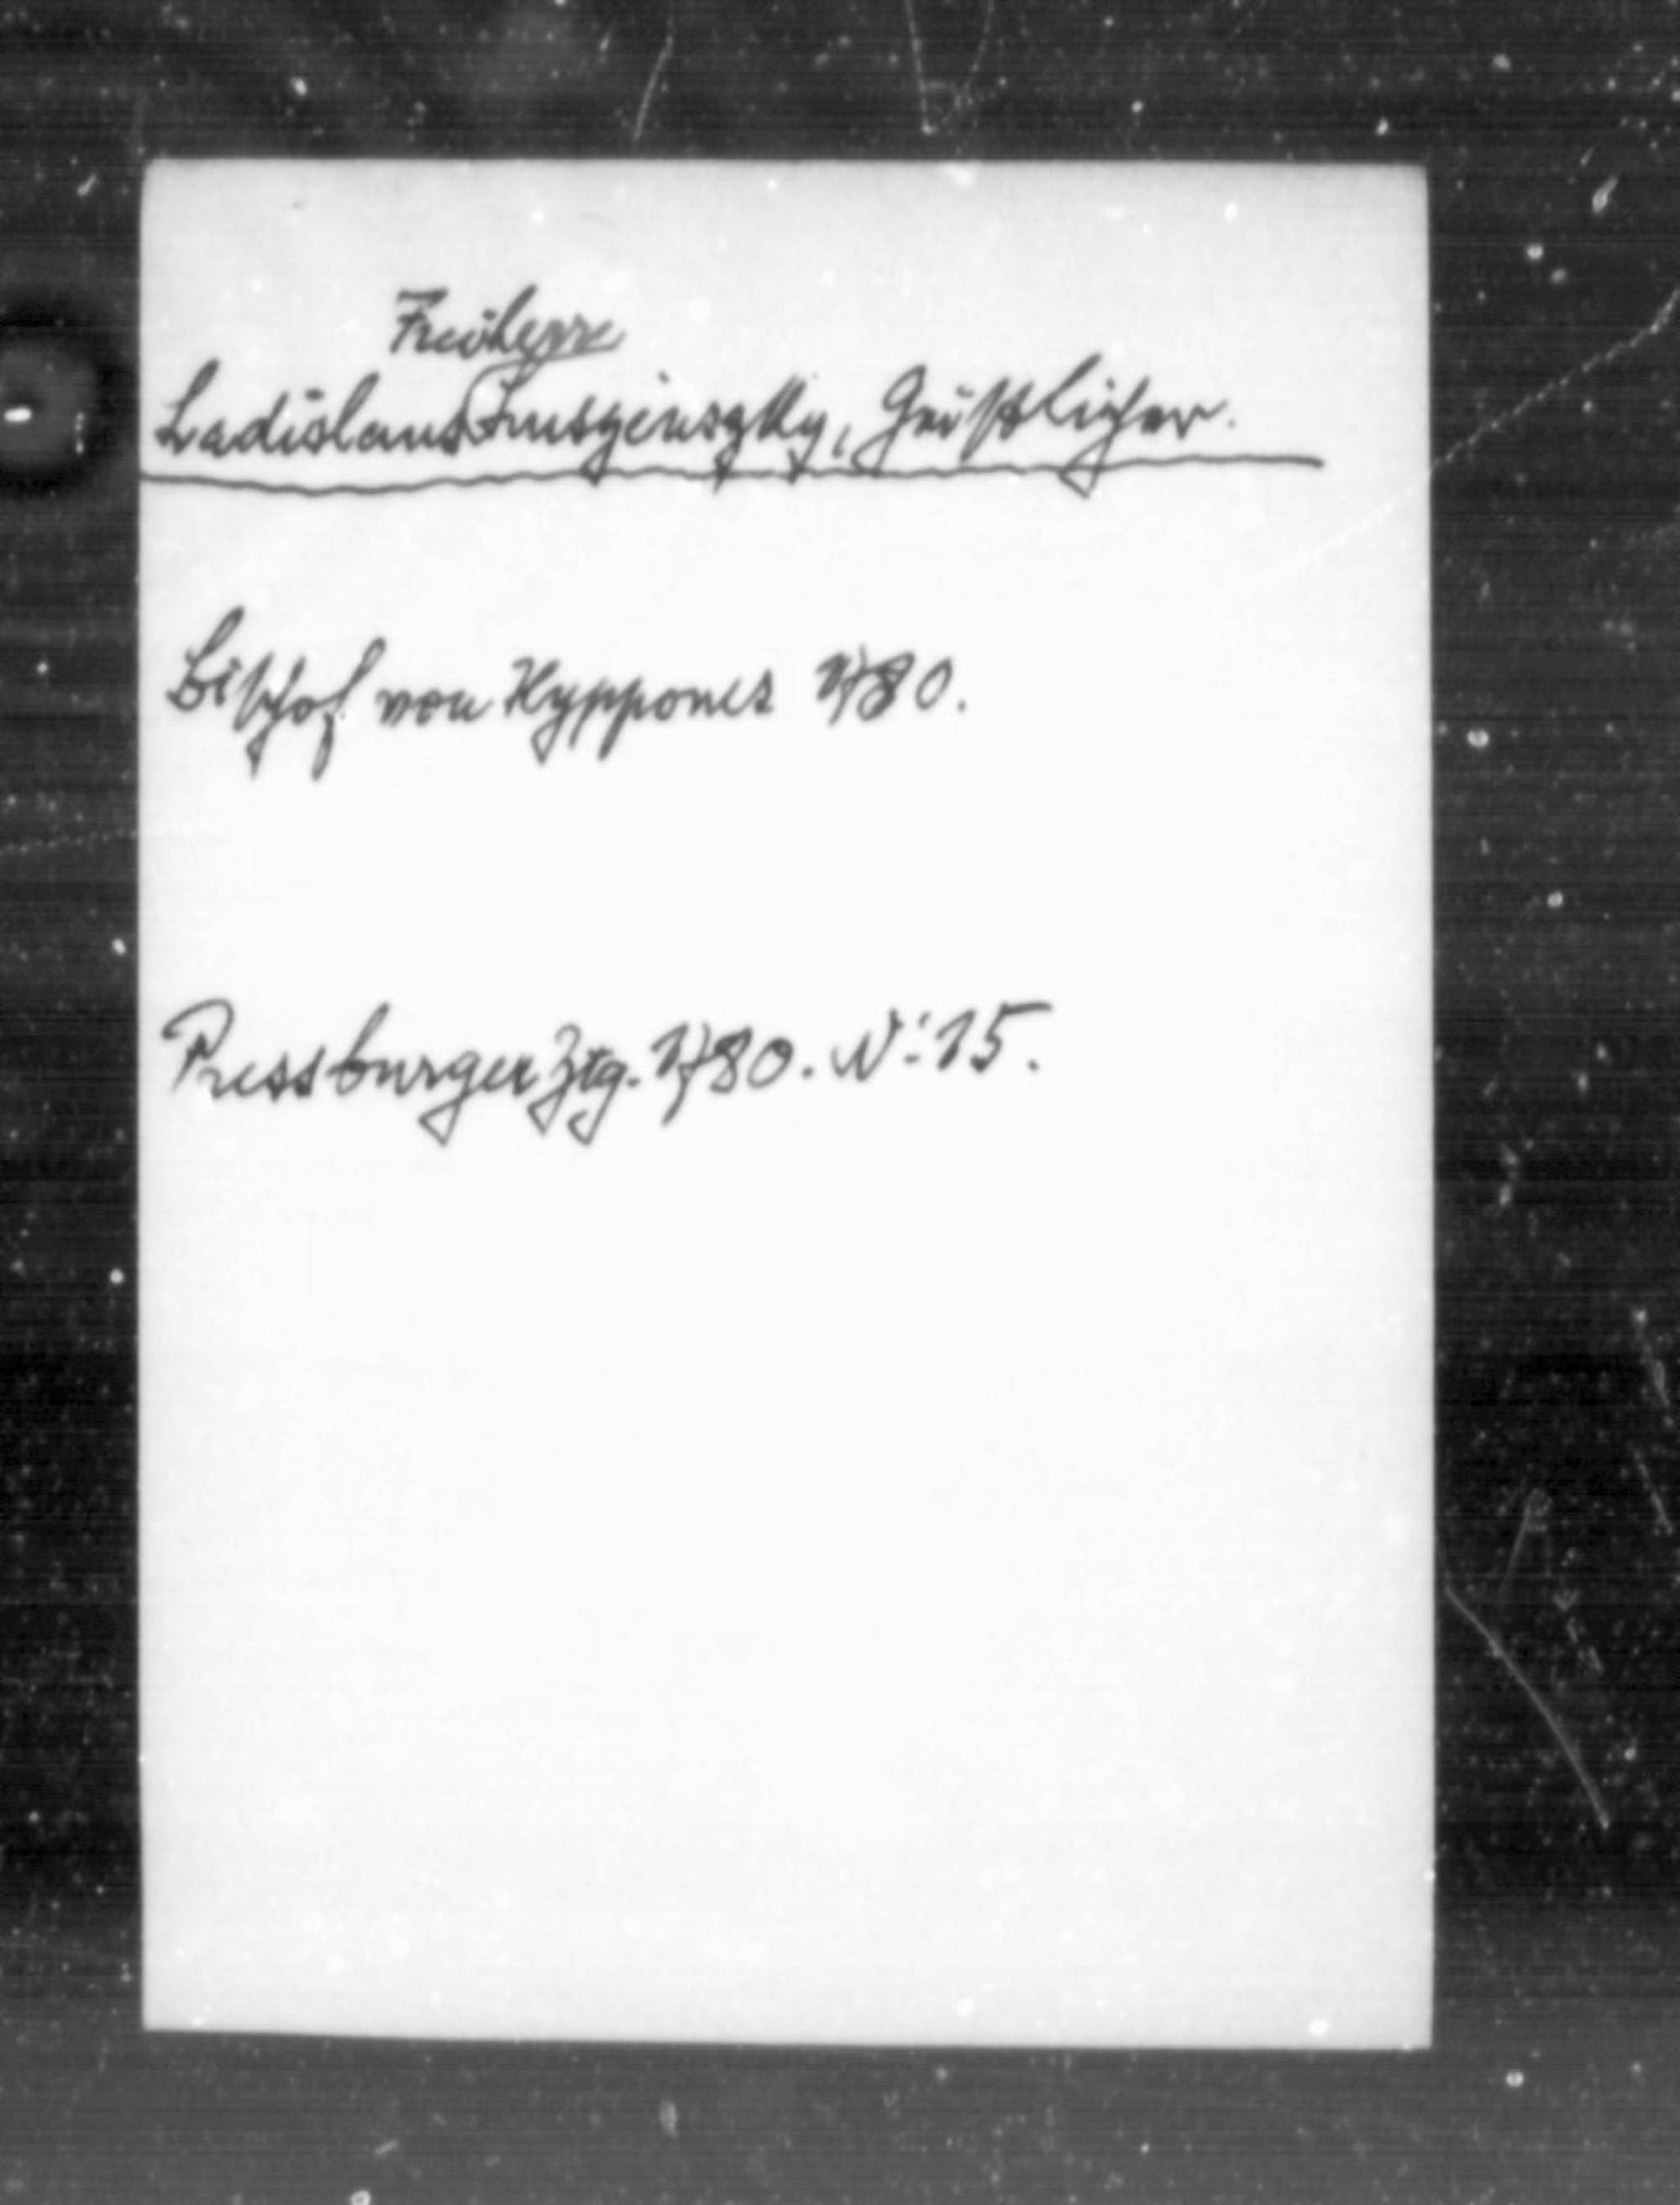 Freiherr
Ladislaus Luszinszky, Geistlicher.
Bischof von Hyppones 1780.
Pressburger Ztg. 1780. N: 15.